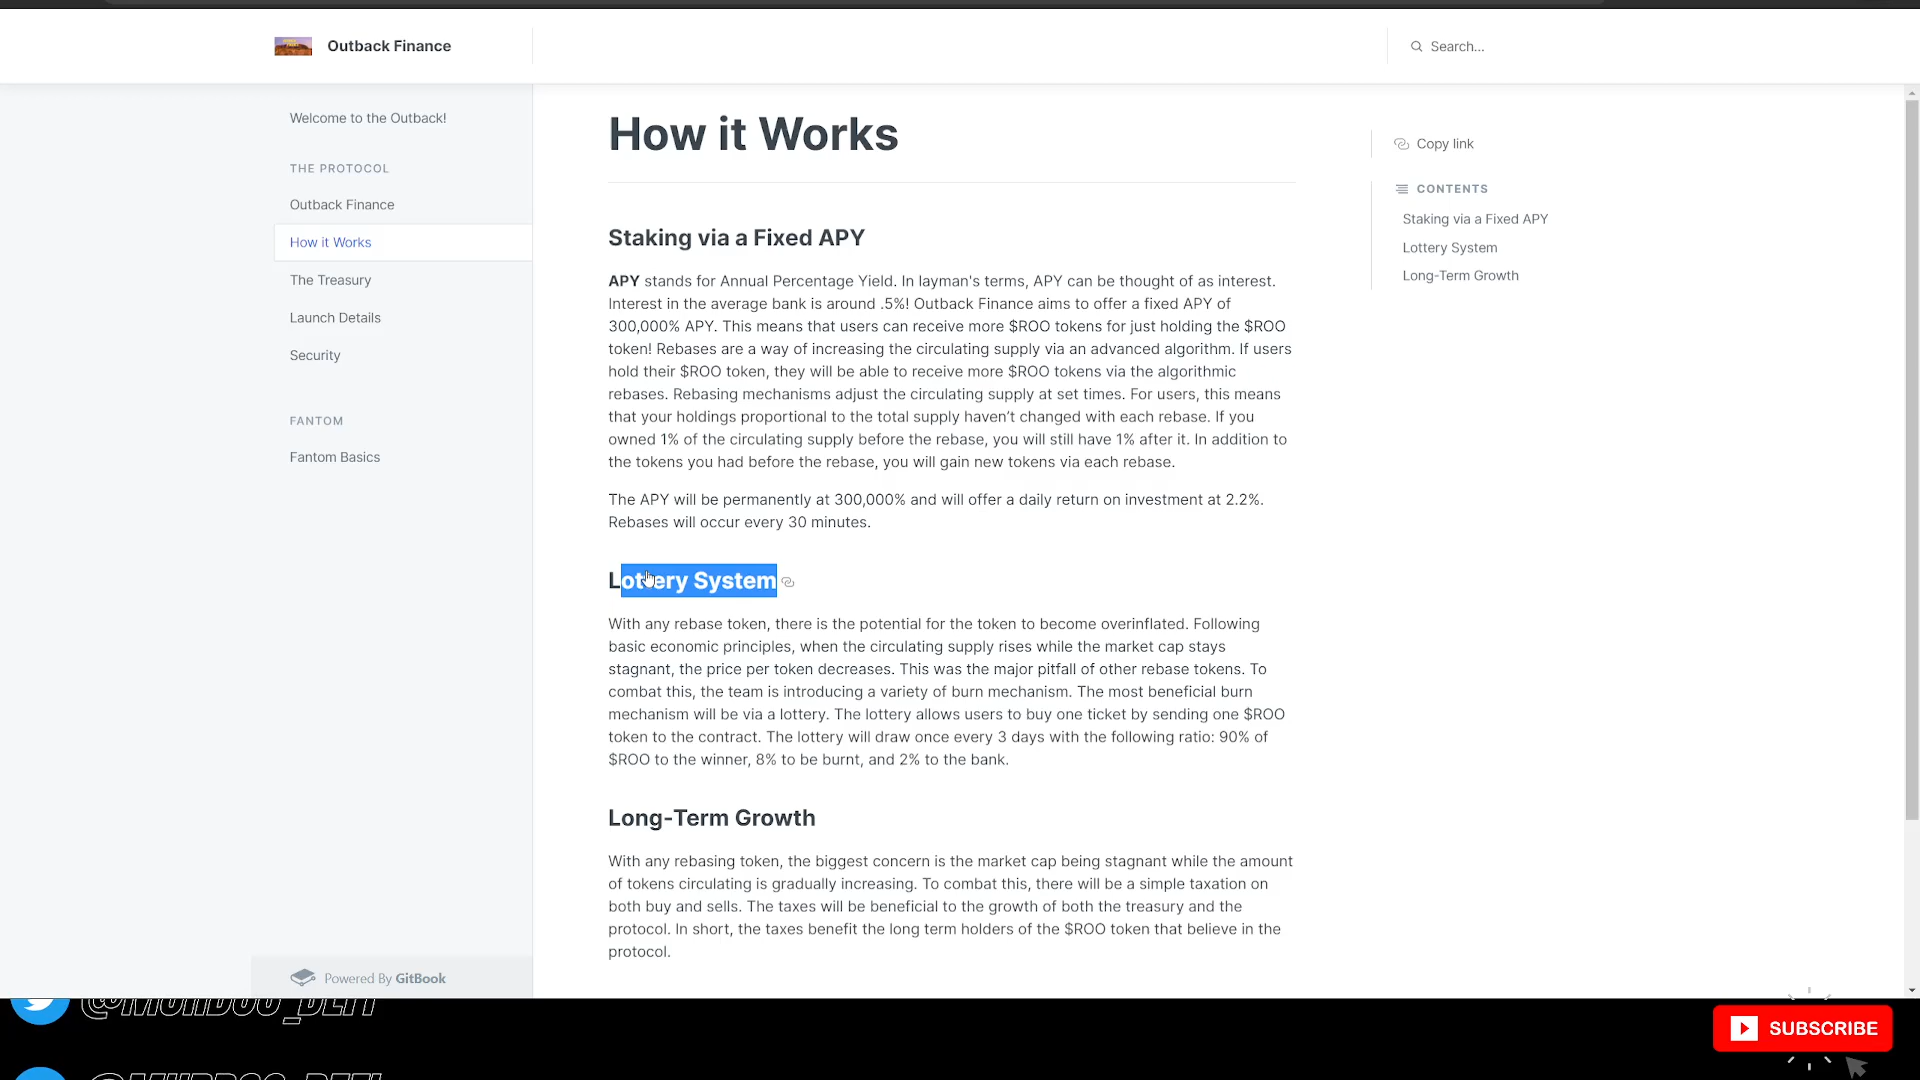 Outback Finance
Search...
Welcome to the Outback!
THE PROTOCOL
Outback Finance
How it Works
The Treasury
Launch Details
Security
FANTOM
Fantom Basics
Powered By GitBook
How it Works
Staking via a Fixed APY
APY stands for Annual Percentage Yield. In layman's terms, APY can be thought of as interest.
Interest in the average bank is around .5%! Outback Finance aims to offer a fixed APY of
300,000% APY. This means that users can receive more $ROO tokens for just holding the $ROO
token! Rebases are a way of increasing the circulating supply via an advanced algorithm. If users
hold their $ROO token, they will be able to receive more $ROO tokens via the algorithmic
rebases. Rebasing mechanisms adjust the circulating supply at set times. For users, this means
that your holdings proportional to the total supply haven’t changed with each rebase. If you
owned 1% of the circulating supply before the rebase, you will still have 1% after it. In addition to
the tokens you had before the rebase, you will gain new tokens via each rebase.
The APY will be permanently at 300,000% and will offer a daily return on investment at 2.2%.
Rebases will occur every 30 minutes.
Lottery System
With any rebase token, there is the potential for the token to become overinflated. Following
basic economic principles, when the circulating supply rises while the market cap stays
stagnant, the price per token decreases. This was the major pitfall of other rebase tokens. To
combat this, the team is introducing a variety of burn mechanism. The most beneficial burn
mechanism will be via a lottery. The lottery allows users to buy one ticket by sending one $ROO
token to the contract. The lottery will draw once every 3 days with the following ratio: 90% of
$ROO to the winner, 8% to be burnt, and 2% to the bank.
Long-Term Growth
With any rebasing token, the biggest concern is the market cap being stagnant while the amount
of tokens circulating is gradually increasing. To combat this, there will be a simple taxation on
both buy and sells. The taxes will be beneficial to the growth of both the treasury and the
protocol. In short, the taxes benefit the long term holders of the $ROO token that believe in the
protocol.
Copy link
CONTENTS
Staking via a Fixed APY
Lottery System
Long-Term Growth
SUBSCRIBE